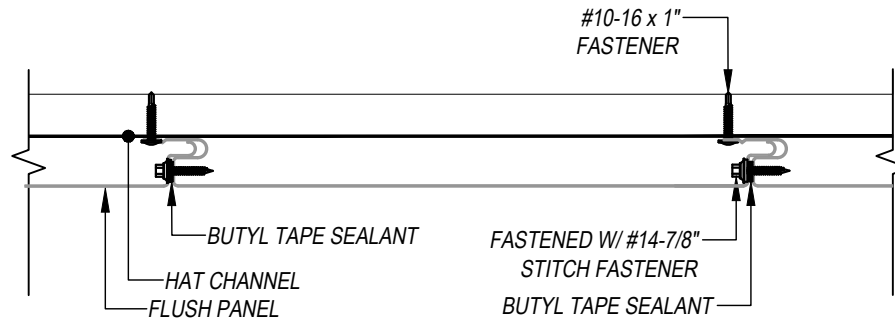 #10-16 x 1"
FASTENER
BUTYL TAPE SEALANT
HAT CHANNEL
FLUSH PANEL
FASTENED W/ #14-7/8"
STITCH FASTENER
BUTYL TAPE SEALANT